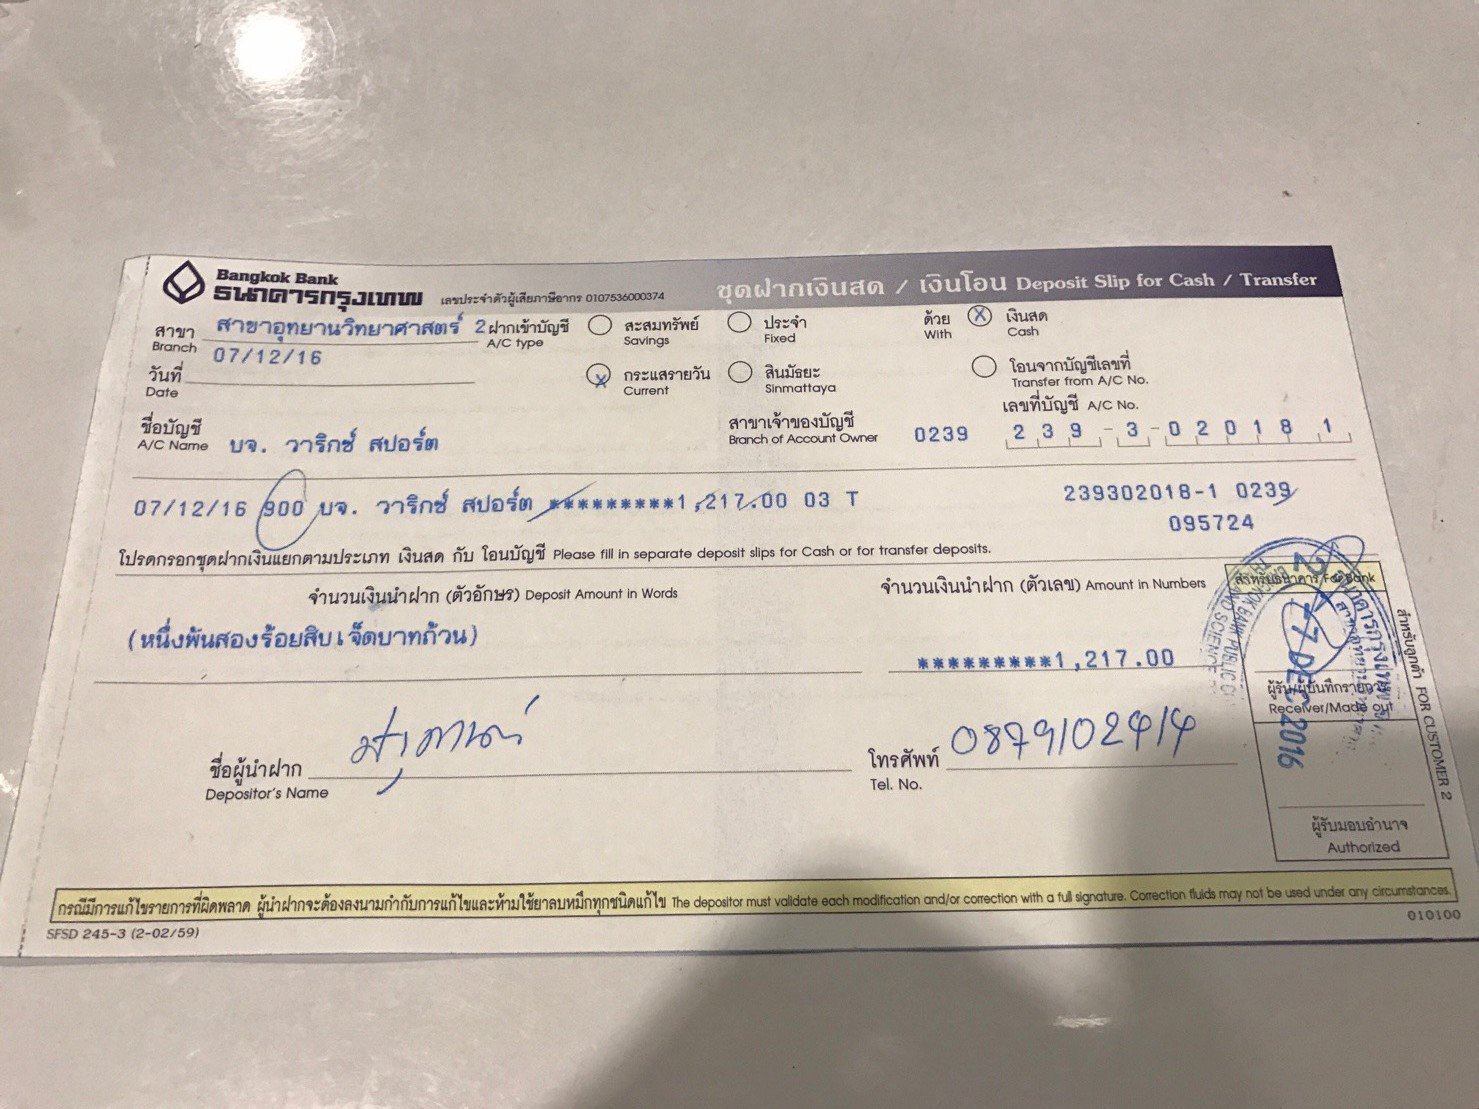 Bangkok Bank
ธนาคารกรุงเทพ เลขประจำตัวผู้เสียภาษีอากร 0107536000374
ชุดฝากเงินสด / เงินโอน Deposit Slip for Cash / Transfer
สาขา สาขาอุทยานวิทยาศาสตร์ 2 ฝากเข้าบัญชี สะสมทรัพย์ ประจำ ด้วย X เงินสด
Branch A/C type Savings Fixed With Cash
วันที่ 07/12/16 X กระแสรายวัน สินมัธยะ โอนจากบัญชีเลขที่
Date Current Sinmattaya Transfer from A/C No.
ชื่อบัญชี สาขาเจ้าของบัญชี เลขที่บัญชี A/C No.
A/C Name บจ. วาริกซ์ สปอร์ต Branch of Account Owner 0239 239-3-02018 1
07/12/16 900 บจ. วาริกซ์ สปอร์ต *********1,217.00 03 T 239302018-1 0239
095724
โปรดกรอกชุดฝากเงินแยกตามประเภท เงินสด กับ โอนบัญชี Please fill in separate deposit slips for Cash or for transfer deposits.
จำนวนเงินนำฝาก (ตัวอักษร) Deposit Amount in Words จำนวนเงินนำฝาก (ตัวเลข) Amount in Numbers สำหรับธนาคาร For Bank
(หนึ่งพันสองร้อยสิบเจ็ดบาทถ้วน) *********1,217.00
-7 DEC 2016
ผู้รับ/ผู้บันทึกรายการ
Receiver/Made out
ชื่อผู้นำฝาก โทรศัพท์ 0879102414
Depositor's Name Tel. No.
ผู้รับมอบอำนาจ
Authorized
สำหรับลูกค้า FOR CUSTOMER 2
กรณีมีการแก้ไขรายการที่ผิดพลาด ผู้นำฝากจะต้องลงนามกำกับการแก้ไขและห้ามใช้ยาลบหมึกทุกชนิดแก้ไข The depositor must validate each modification and/or correction with a full signature. Correction fluids may not be used under any circumstances.
SFSD 245-3 (2-02/59) 010100